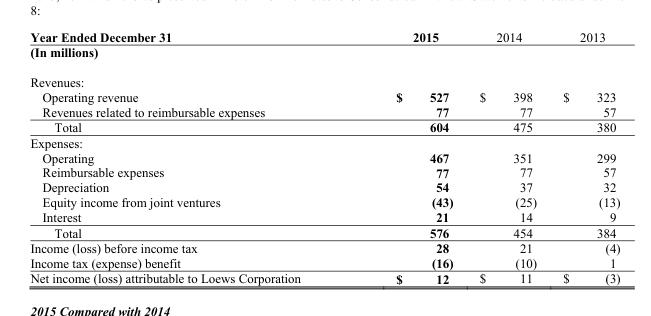 8:
Year Ended December 31 2015 2014 2013
(In millions)
Revenues:
Operating revenue $ 527 $ 398 $ 323
Revenues related to reimbursable expenses 77 77 57
Total 604 475 380
Expenses:
Operating 467 351 299
Reimbursable expenses 77 77 57
Depreciation 54 37 32
Equity income from joint ventures (43) (25) (13)
Interest 21 14 9
Total 576 454 384
Income (loss) before income tax 28 21 (4)
Income tax (expense) benefit (16) (10) 1
Net income (loss) attributable to Loews Corporation $ 12 $ 11 $ (3)
2015 Compared with 2014